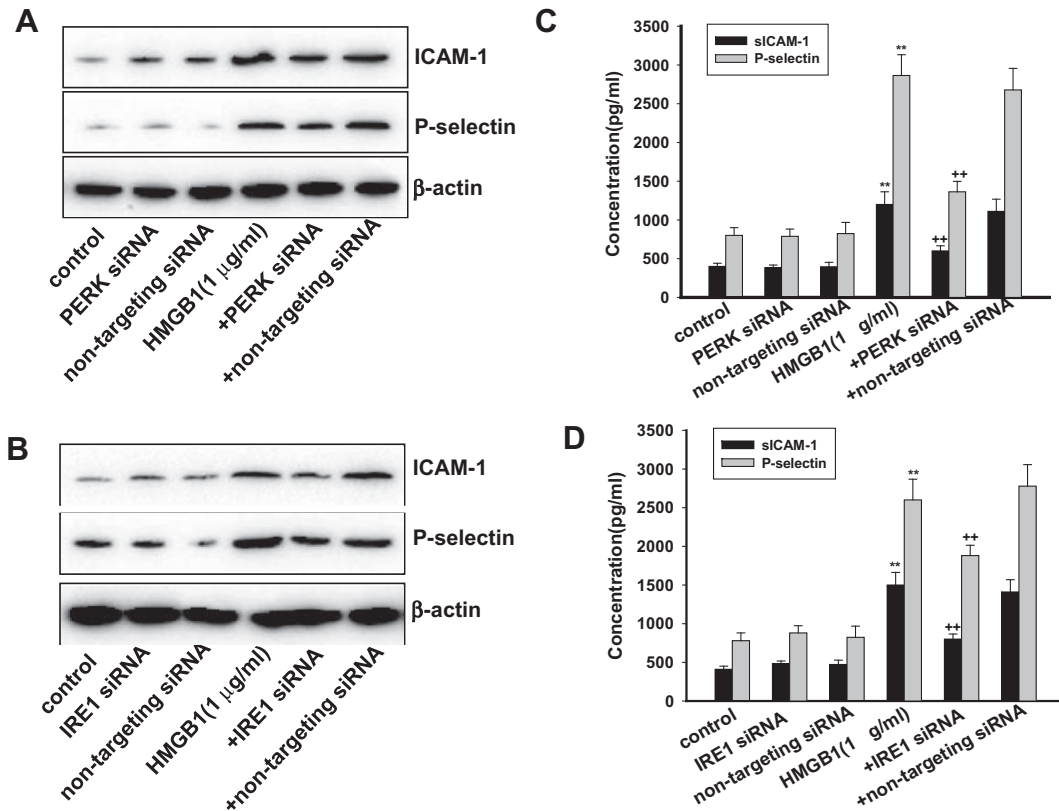 A
ICAM-1
P-selectin
β-actin
control
PERK siRNA
non-targeting siRNA
HMGB1(1 μg/ml)
+PERK siRNA
+non-targeting siRNA
C
sICAM-1
P-selectin
Concentration(pg/ml)
3500
3000
2500
2000
1500
1000
500
0
**
**
++
++
control
PERK siRNA
non-targeting siRNA
HMGB1(1 g/ml)
+PERK siRNA
+non-targeting siRNA
B
ICAM-1
P-selectin
β-actin
control
IRE1 siRNA
non-targeting siRNA
HMGB1(1 μg/ml)
+IRE1 siRNA
+non-targeting siRNA
D
sICAM-1
P-selectin
Concentration(pg/ml)
3500
3000
2500
2000
1500
1000
500
0
**
**
++
++
control
IRE1 siRNA
non-targeting siRNA
HMGB1(1 g/ml)
+IRE1 siRNA
+non-targeting siRNA